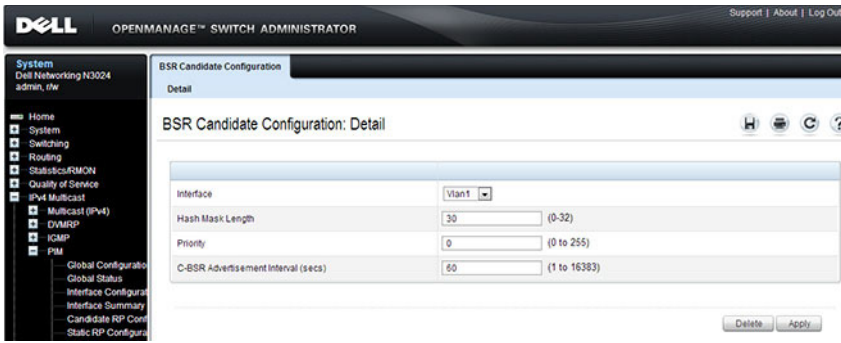 Support | About | Log Out
DELL OPENMANAGE™ SWITCH ADMINISTRATOR
System
Dell Networking N3024
admin, r/w
Home
System
Switching
Routing
Statistics/RMON
Quality of Service
IPv4 Multicast
Multicast (IPv4)
DVMRP
IGMP
PIM
Global Configuratio
Global Status
Interface Configurat
Interface Summary
Candidate RP Conf
Static RP Configura
BSR Candidate Configuration
Detail
BSR Candidate Configuration: Detail
?
Interface Vlan1
Hash Mask Length 30 (0-32)
Priority 0 (0 to 255)
C-BSR Advertisement Interval (secs) 60 (1 to 16383)
Delete Apply